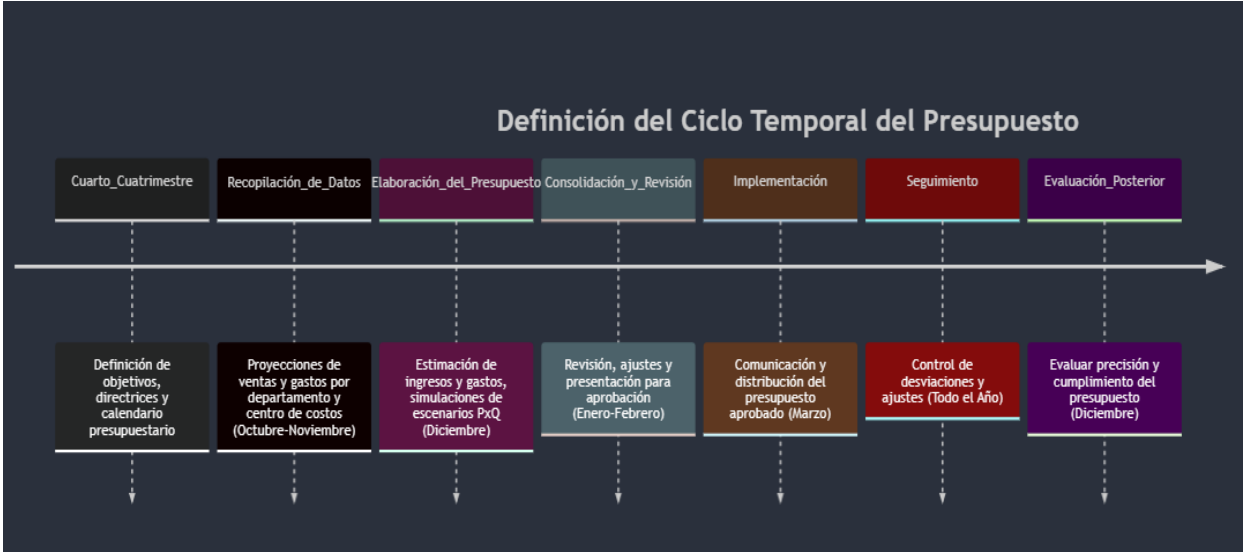 Definición del Ciclo Temporal del Presupuesto
Cuarto_Cuatrimestre
Recopilación_de_Datos
Elaboración_del_Presupuesto
Consolidación_y_Revisión
Implementación
Seguimiento
Evaluación_Posterior
Definición de
objetivos,
directrices y
calendario
presupuestario
Proyecciones de
ventas y gastos por
departamento y
centro de costos
(Octubre-Noviembre)
Estimación de
ingresos y gastos,
simulaciones de
escenarios PxQ
(Diciembre)
Revisión, ajustes y
presentación para
aprobación
(Enero-Febrero)
Comunicación y
distribución del
presupuesto
aprobado (Marzo)
Control de
desviaciones y
ajustes (Todo el Año)
Evaluar precisión y
cumplimiento del
presupuesto
(Diciembre)